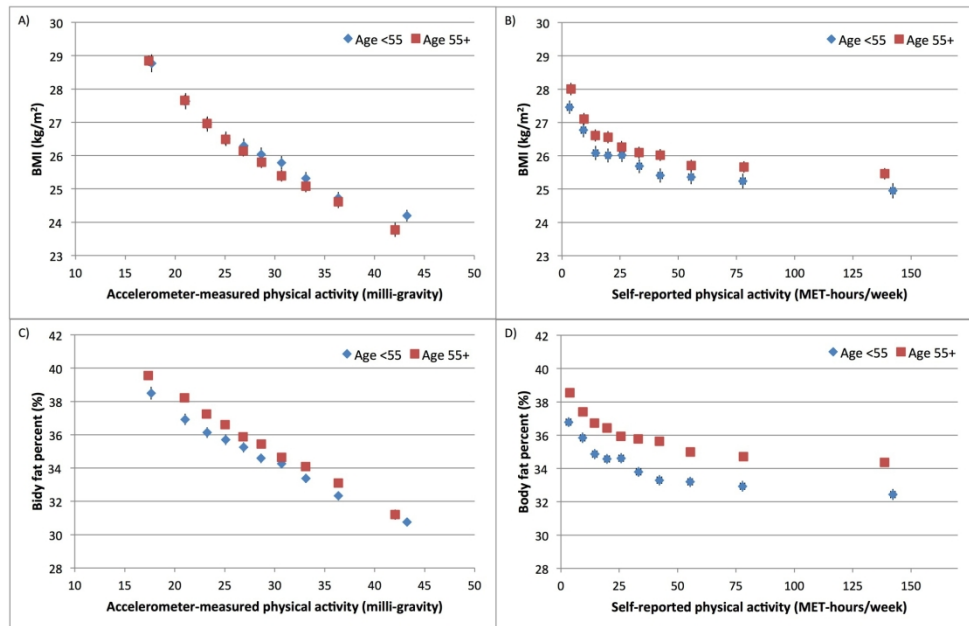 A)
Age <55 Age 55+
30
29
28
27
26
25
24
23
BMI (kg/m²)
10 15 20 25 30 35 40 45 50
Accelerometer-measured physical activity (milli-gravity)
B)
Age <55 Age 55+
30
29
28
27
26
25
24
23
BMI (kg/m²)
0 25 50 75 100 125 150
Self-reported physical activity (MET-hours/week)
C)
Age <55 Age 55+
42
40
38
36
34
32
30
28
Bidy fat percent (%)
10 15 20 25 30 35 40 45 50
Accelerometer-measured physical activity (milli-gravity)
D)
Age <55 Age 55+
42
40
38
36
34
32
30
28
Body fat percent (%)
0 25 50 75 100 125 150
Self-reported physical activity (MET-hours/week)